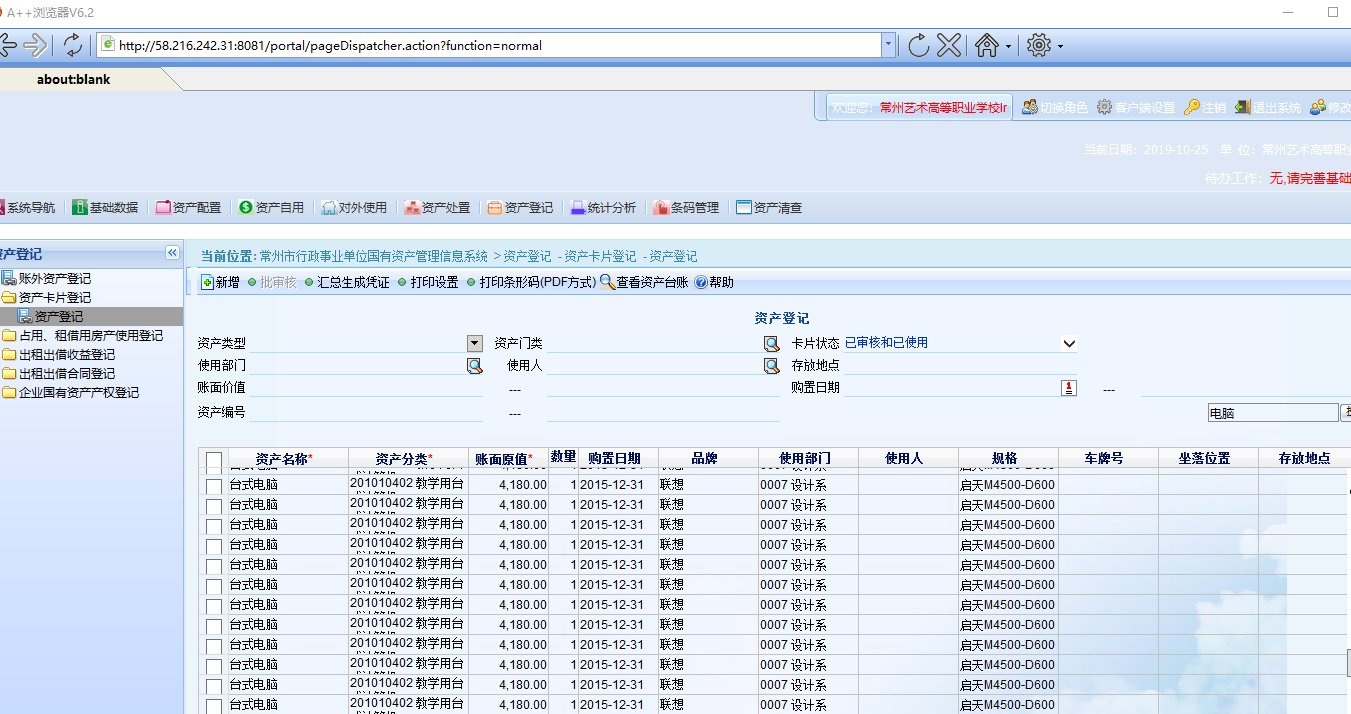 A++浏览器V6.2
http://58.216.242.31:8081/portal/pageDispatcher.action?function=normal
about:blank
欢迎您: 常州艺术高等职业学校lr 切换角色 客户端设置 注销 退出系统 修改
当前日期: 2019-10-25 单 位: 常州艺术高等职业
待办工作: 无,请完善基础
系统导航 基础数据 资产配置 资产自用 对外使用 资产处置 资产登记 统计分析 条码管理 资产清查
资产登记
账外资产登记
资产卡片登记
资产登记
占用、租借用房产使用登记
出租出借收益登记
出租出借合同登记
企业国有资产产权登记
当前位置: 常州市行政事业单位国有资产管理信息系统 > 资产登记 - 资产卡片登记 - 资产登记
新增 批审核 汇总生成凭证 打印设置 打印条形码(PDF方式) 查看资产台账 帮助
资产登记
资产类型 资产门类 卡片状态 已审核和已使用
使用部门 使用人 存放地点
账面价值 --- 购置日期 1 ---
资产编号 ---
电脑
资产名称* 资产分类* 账面原值* 数量 购置日期 品牌 使用部门 使用人 规格 车牌号 坐落位置 存放地点
台式电脑 201010402 教学用台 4,180.00 1 2015-12-31 联想 0007 设计系 启天M4500-D600
台式电脑 201010402 教学用台 4,180.00 1 2015-12-31 联想 0007 设计系 启天M4500-D600
台式电脑 201010402 教学用台 4,180.00 1 2015-12-31 联想 0007 设计系 启天M4500-D600
台式电脑 201010402 教学用台 4,180.00 1 2015-12-31 联想 0007 设计系 启天M4500-D600
台式电脑 201010402 教学用台 4,180.00 1 2015-12-31 联想 0007 设计系 启天M4500-D600
台式电脑 201010402 教学用台 4,180.00 1 2015-12-31 联想 0007 设计系 启天M4500-D600
台式电脑 201010402 教学用台 4,180.00 1 2015-12-31 联想 0007 设计系 启天M4500-D600
台式电脑 201010402 教学用台 4,180.00 1 2015-12-31 联想 0007 设计系 启天M4500-D600
台式电脑 201010402 教学用台 4,180.00 1 2015-12-31 联想 0007 设计系 启天M4500-D600
台式电脑 201010402 教学用台 4,180.00 1 2015-12-31 联想 0007 设计系 启天M4500-D600
台式电脑 201010402 教学用台 4,180.00 1 2015-12-31 联想 0007 设计系 启天M4500-D600
台式电脑 201010402 教学用台 4,180.00 1 2015-12-31 联想 0007 设计系 启天M4500-D600